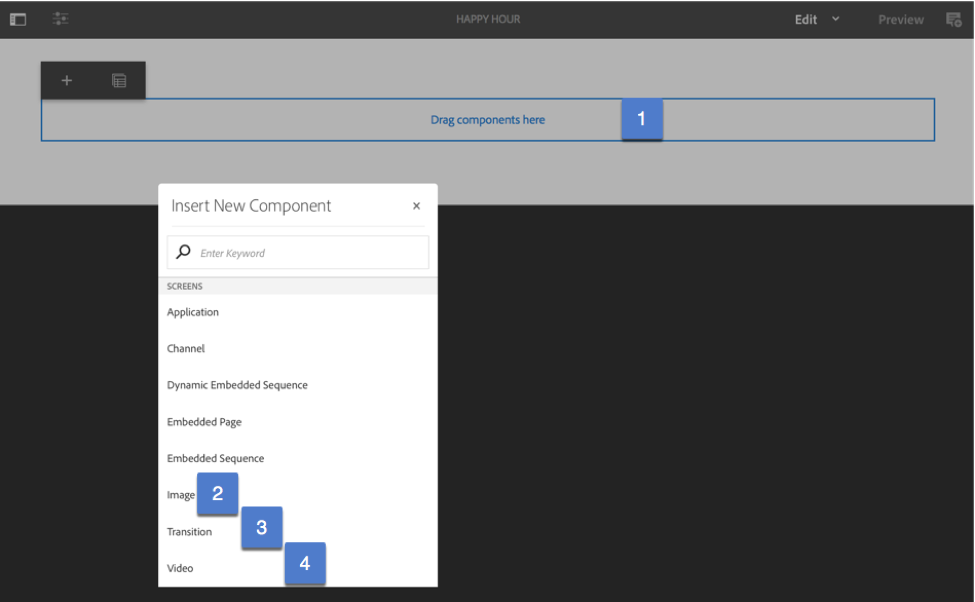 HAPPY HOUR
Edit
Preview
Drag components here
1
Insert New Component
Enter Keyword
SCREENS
Application
Channel
Dynamic Embedded Sequence
Embedded Page
Embedded Sequence
Image 2
Transition 3
Video 4